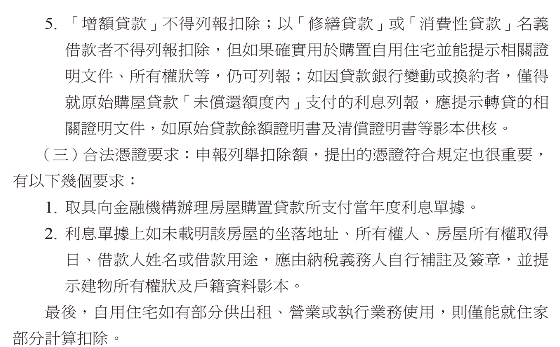 5. 「增額貸款」不得列報扣除；以「修繕貸款」或「消費性貸款」名義
借款者不得列報扣除，但如果確實用於購置自用住宅並能提示相關證
明文件、所有權狀等，仍可列報；如因貸款銀行變動或換約者，僅得
就原始購屋貸款「未償還額度內」支付的利息列報，應提示轉貸的相
關證明文件，如原始貸款餘額證明書及清償證明書等影本供核。
（三）合法憑證要求：申報列舉扣除額，提出的憑證符合規定也很重要，
有以下幾個要求：
1. 取具向金融機構辦理房屋購置貸款所支付當年度利息單據。
2. 利息單據上如未載明該房屋的坐落地址、所有權人、房屋所有權取得
日、借款人姓名或借款用途，應由納稅義務人自行補註及簽章，並提
示建物所有權狀及戶籍資料影本。
最後，自用住宅如有部分供出租、營業或執行業務使用，則僅能就住家
部分計算扣除。